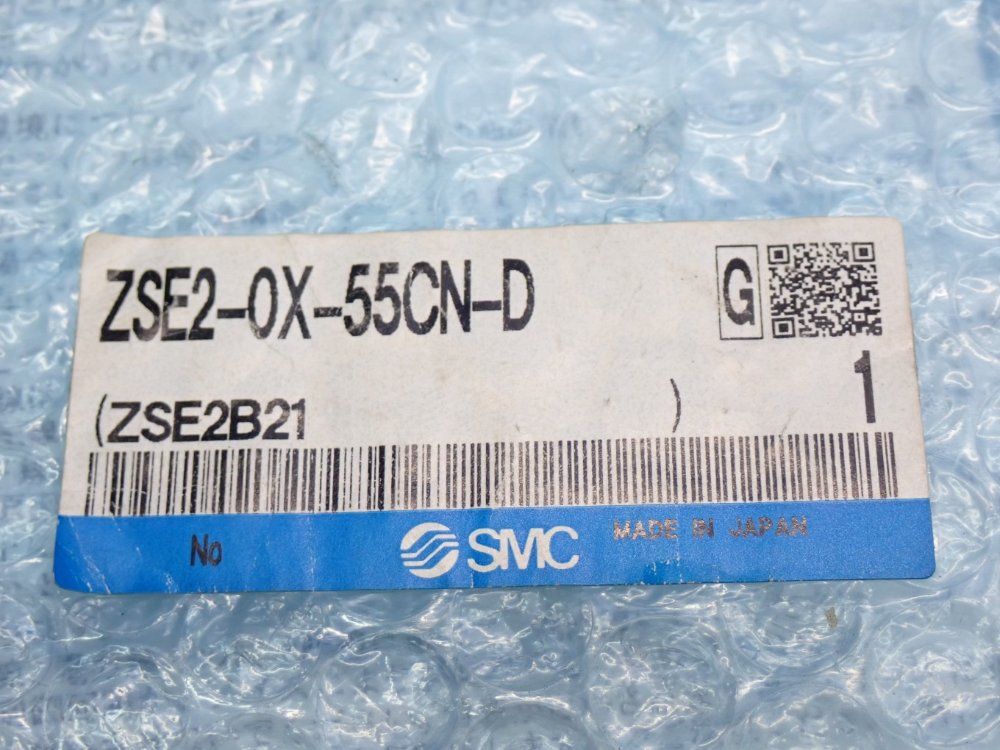 ZSE2-0X-55CN-D
G
(ZSE2B21 )
1
No
SMC
MADE IN JAPAN